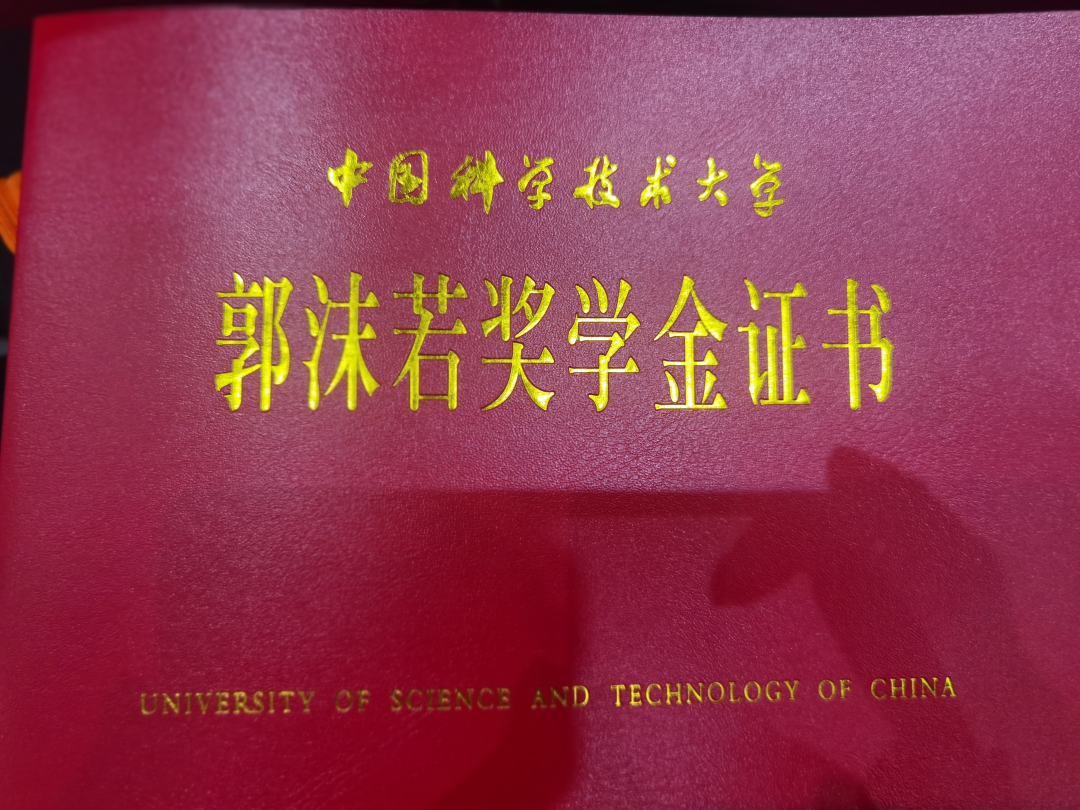 中国科学技术大学
郭沫若奖学金证书
UNIVERSITY OF SCIENCE AND TECHNOLOGY OF CHINA